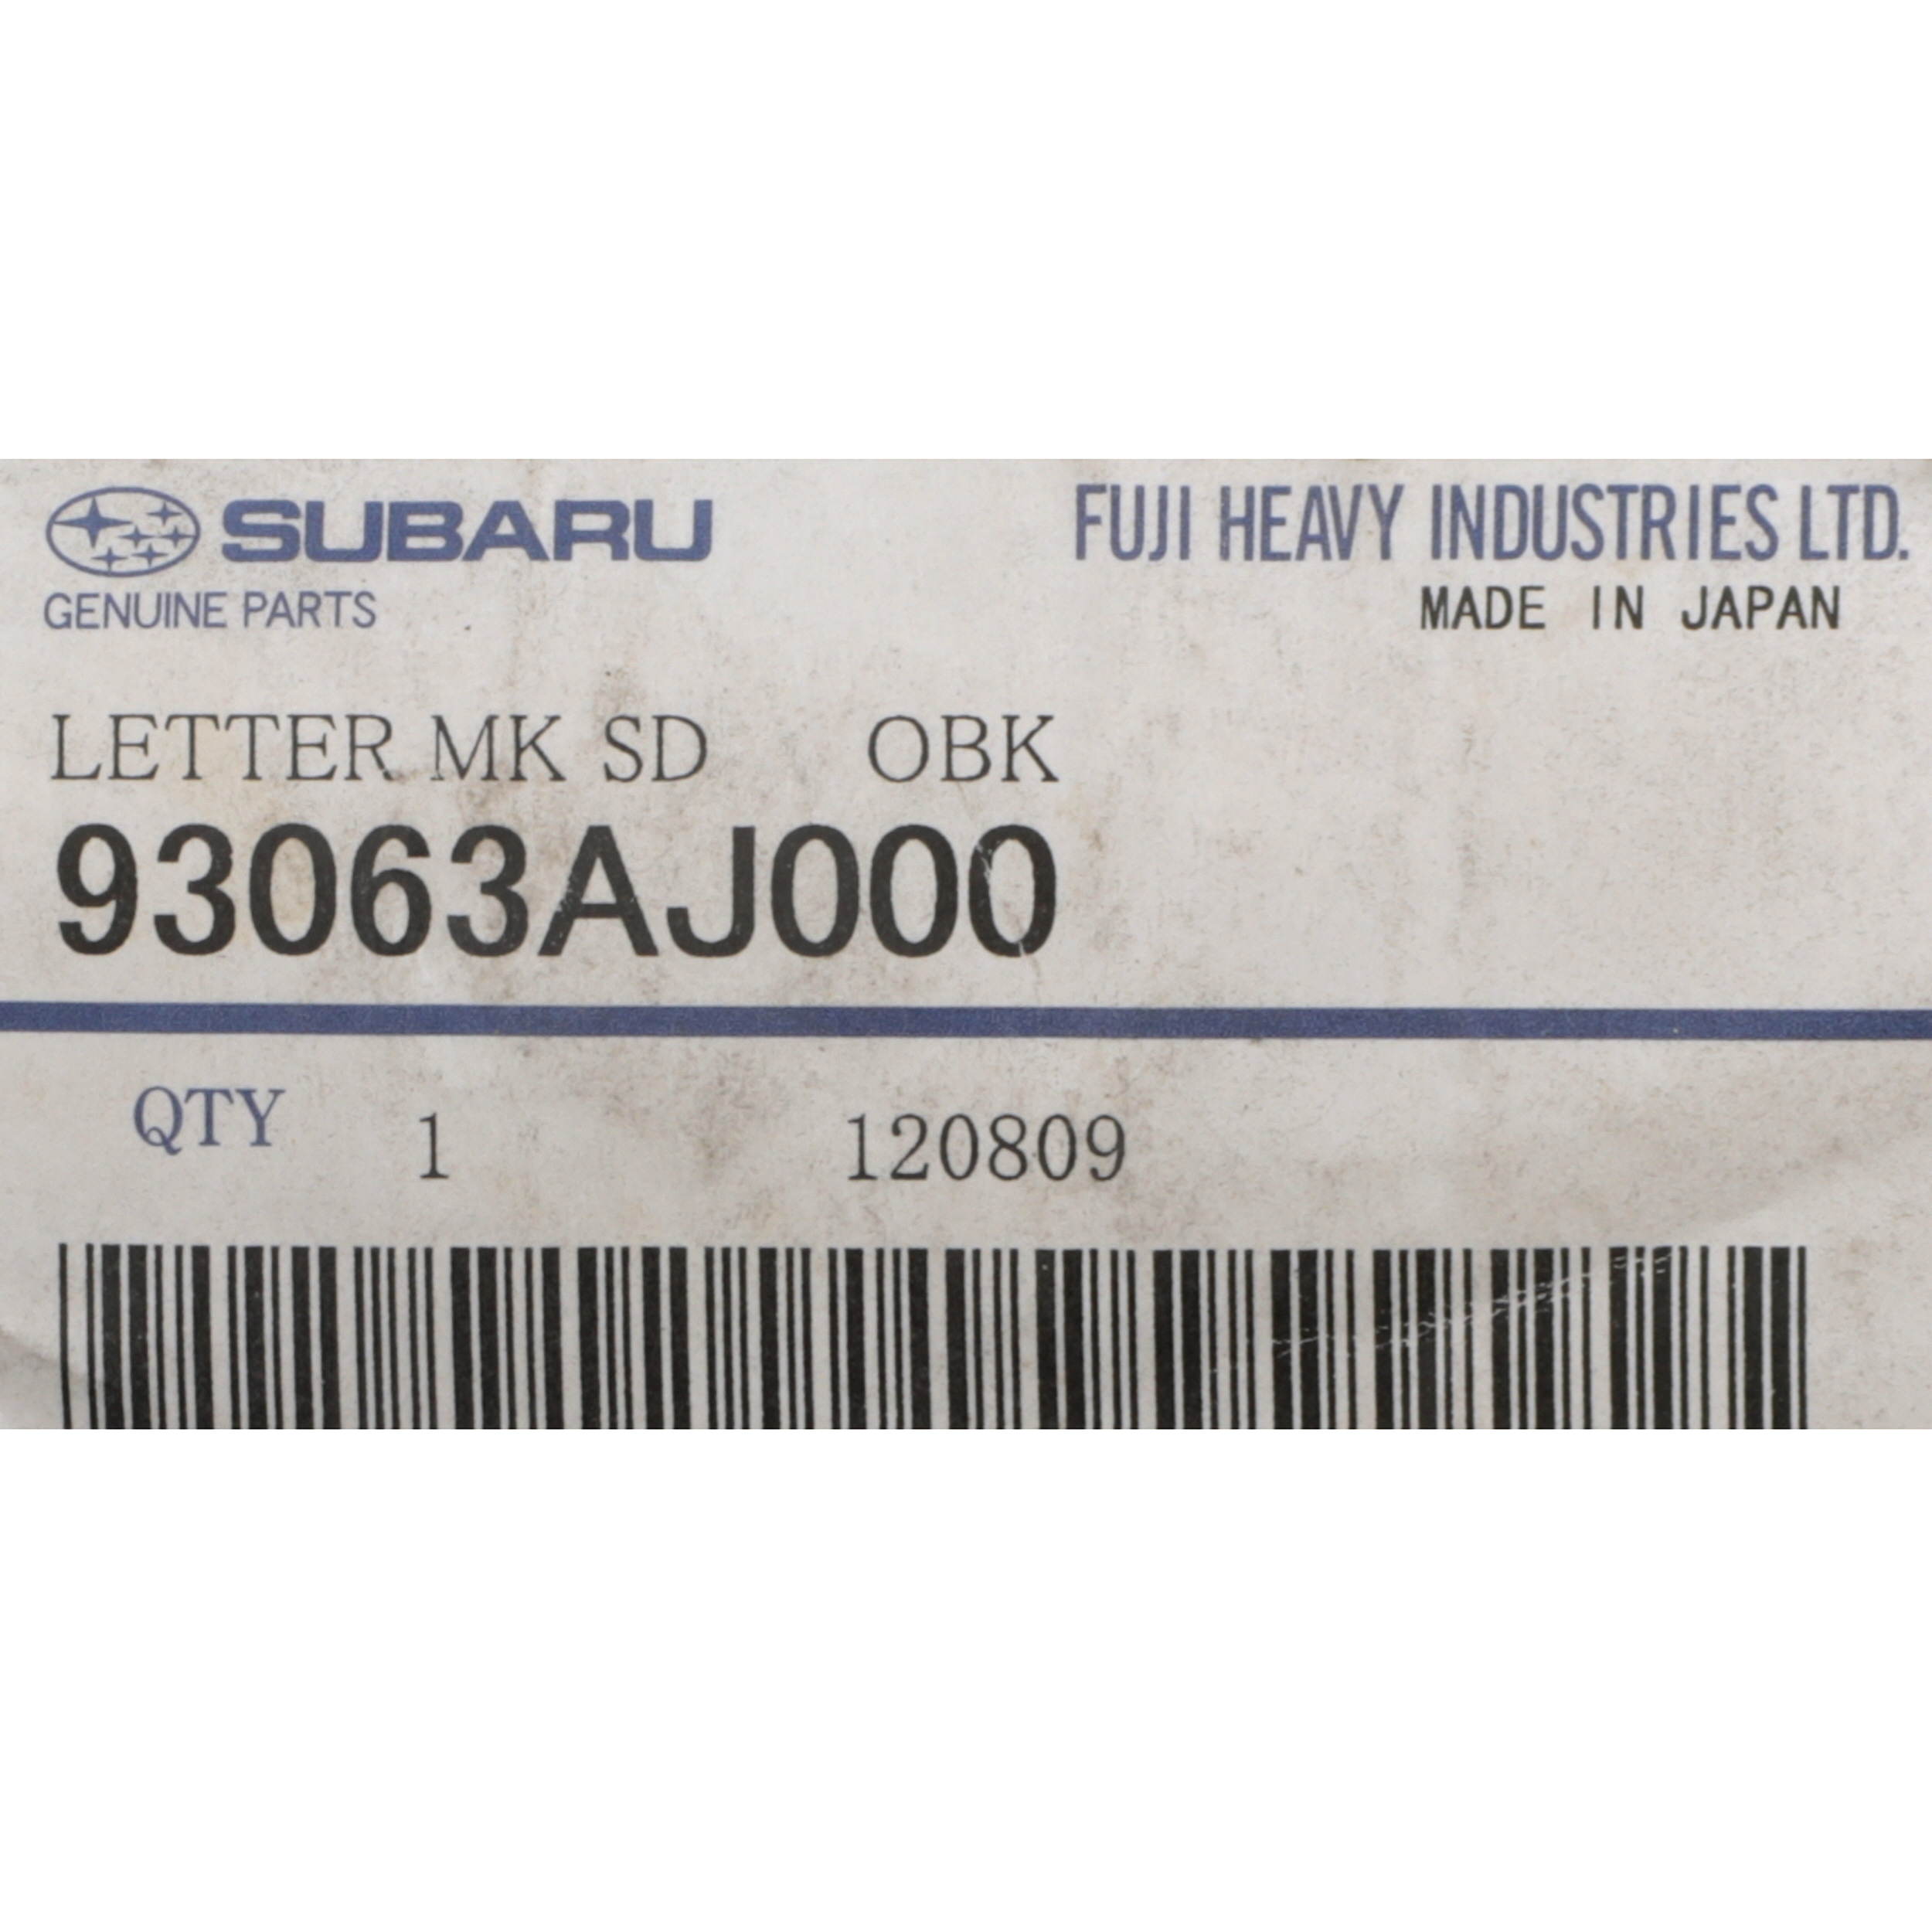 SUBARU FUJI HEAVY INDUSTRIES LTD.
GENUINE PARTS MADE IN JAPAN
LETTER MK SD OBK
93063AJ000
QTY 1 120809